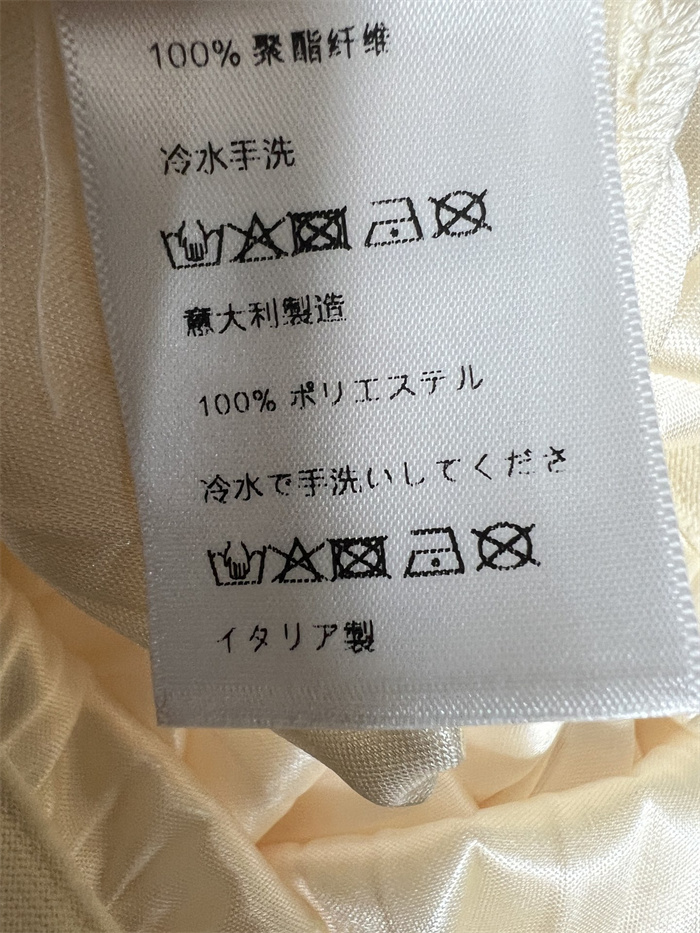 100% 聚酯纤维
冷水手洗
意大利製造
100% ポリエステル
冷水で手洗いしてくださ
イタリア製